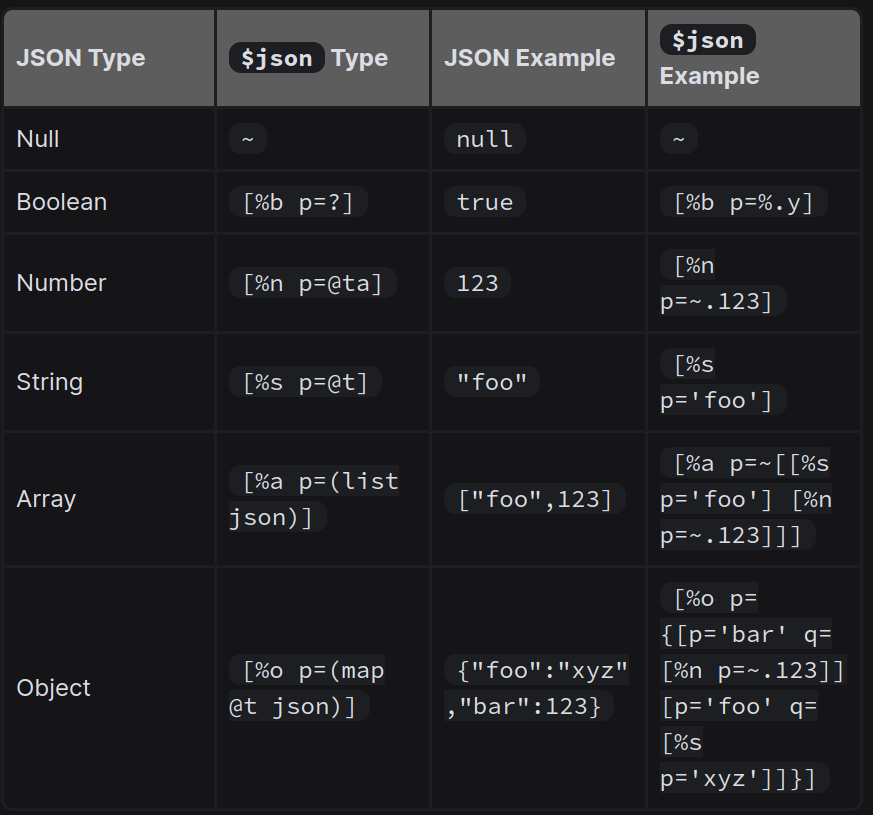 JSON Type
$json Type
JSON Example
$json
Example
Null
~
null
~
Boolean
[%b p=?]
true
[%b p=%.y]
Number
[%n p=@ta]
123
[%n
p=~.123]
String
[%s p=@t]
"foo"
[%s
p='foo']
Array
[%a p=(list
json)]
["foo",123]
[%a p=~[[%s
p='foo'] [%n
p=~.123]]]
Object
[%o p=(map
@t json)]
{"foo":"xyz"
,"bar":123}
[%o p=
{[p='bar' q=
[%n p=~.123]]
[p='foo' q=
[%s
p='xyz']]}]